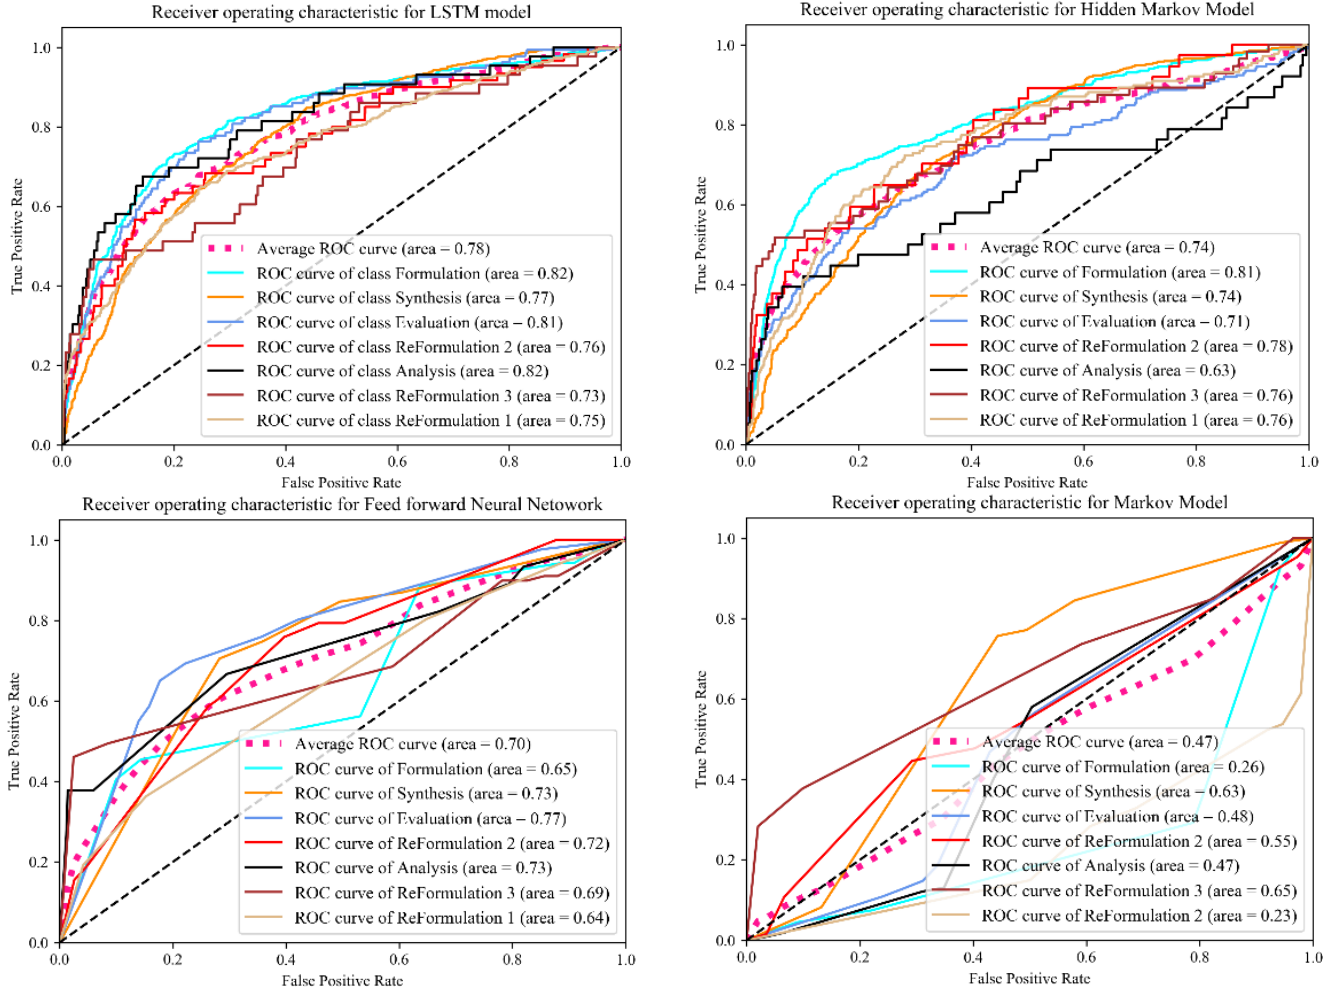 Receiver operating characteristic for LSTM model
True Positive Rate
1.0
0.8
0.6
0.4
0.2
0.0
Average ROC curve (area = 0.78)
ROC curve of class Formulation (area = 0.82)
ROC curve of class Synthesis (area = 0.77)
ROC curve of class Evaluation (area = 0.81)
ROC curve of class ReFormulation 2 (area = 0.76)
ROC curve of class Analysis (area = 0.82)
ROC curve of class ReFormulation 3 (area = 0.73)
ROC curve of class ReFormulation 1 (area = 0.75)
0.0 0.2 0.4 0.6 0.8 1.0
False Positive Rate
Receiver operating characteristic for Hidden Markov Model
True Positive Rate
1.0
0.8
0.6
0.4
0.2
0.0
Average ROC curve (area = 0.74)
ROC curve of Formulation (area = 0.81)
ROC curve of Synthesis (area = 0.74)
ROC curve of Evaluation (area = 0.71)
ROC curve of ReFormulation 2 (area = 0.78)
ROC curve of Analysis (area = 0.63)
ROC curve of ReFormulation 3 (area = 0.76)
ROC curve of ReFormulation 1 (area = 0.76)
0.0 0.2 0.4 0.6 0.8 1.0
False Positive Rate
Receiver operating characteristic for Feed forward Neural Netowork
True Positive Rate
1.0
0.8
0.6
0.4
0.2
0.0
Average ROC curve (area = 0.70)
ROC curve of Formulation (area = 0.65)
ROC curve of Synthesis (area = 0.73)
ROC curve of Evaluation (area = 0.77)
ROC curve of ReFormulation 2 (area = 0.72)
ROC curve of Analysis (area = 0.73)
ROC curve of ReFormulation 3 (area = 0.69)
ROC curve of ReFormulation 1 (area = 0.64)
0.0 0.2 0.4 0.6 0.8 1.0
False Positive Rate
Receiver operating characteristic for Markov Model
True Positive Rate
1.0
0.8
0.6
0.4
0.2
0.0
Average ROC curve (area = 0.47)
ROC curve of Formulation (area = 0.26)
ROC curve of Synthesis (area = 0.63)
ROC curve of Evaluation (area = 0.48)
ROC curve of ReFormulation 2 (area = 0.55)
ROC curve of Analysis (area = 0.47)
ROC curve of ReFormulation 3 (area = 0.65)
ROC curve of ReFormulation 2 (area = 0.23)
0.0 0.2 0.4 0.6 0.8 1.0
False Positive Rate